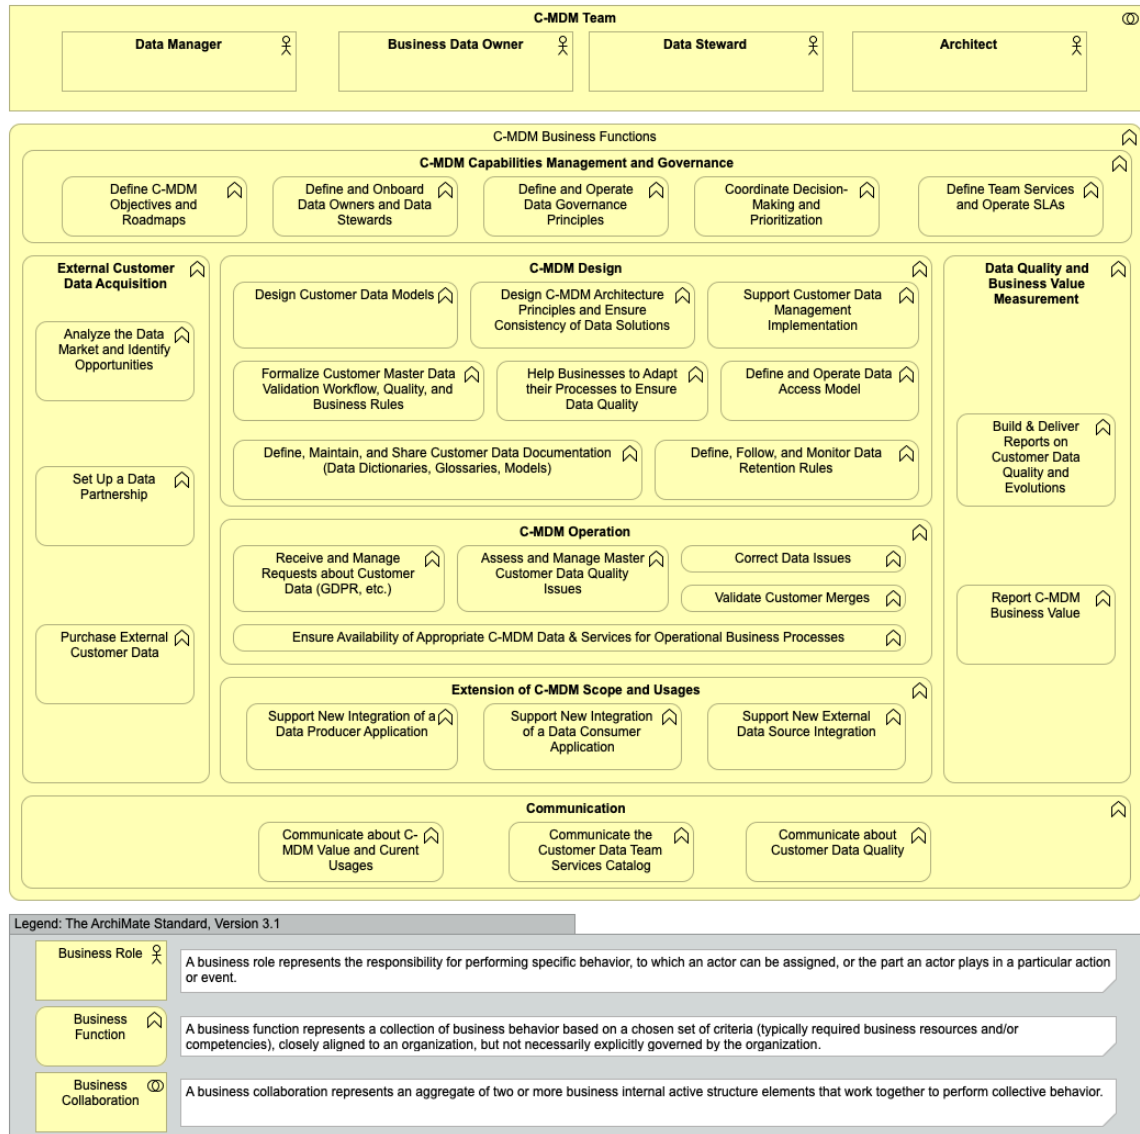 C-MDM Team
Data Manager
Business Data Owner
Data Steward
Architect
C-MDM Business Functions
C-MDM Capabilities Management and Governance
Define C-MDM
Objectives and
Roadmaps
Define and Onboard
Data Owners and Data
Stewards
Define and Operate
Data Governance
Principles
Coordinate Decision-
Making and
Prioritization
Define Team Services
and Operate SLAs
External Customer
Data Acquisition
Analyze the Data
Market and Identify
Opportunities
Set Up a Data
Partnership
Purchase External
Customer Data
C-MDM Design
Design Customer Data Models
Design C-MDM Architecture
Principles and Ensure
Consistency of Data Solutions
Support Customer Data
Management
Implementation
Formalize Customer Master Data
Validation Workflow, Quality, and
Business Rules
Help Businesses to Adapt
their Processes to Ensure
Data Quality
Define and Operate Data
Access Model
Define, Maintain, and Share Customer Data Documentation
(Data Dictionaries, Glossaries, Models)
Define, Follow, and Monitor Data
Retention Rules
C-MDM Operation
Receive and Manage
Requests about Customer
Data (GDPR, etc.)
Assess and Manage Master
Customer Data Quality
Issues
Correct Data Issues
Validate Customer Merges
Ensure Availability of Appropriate C-MDM Data & Services for Operational Business Processes
Extension of C-MDM Scope and Usages
Support New Integration of a
Data Producer Application
Support New Integration
of a Data Consumer
Application
Support New External
Data Source Integration
Data Quality and
Business Value
Measurement
Build & Deliver
Reports on
Customer Data
Quality and
Evolutions
Report C-MDM
Business Value
Communication
Communicate about C-
MDM Value and Curent
Usages
Communicate the
Customer Data Team
Services Catalog
Communicate about
Customer Data Quality
Legend: The ArchiMate Standard, Version 3.1
Business Role
A business role represents the responsibility for performing specific behavior, to which an actor can be assigned, or the part an actor plays in a particular action
or event.
Business
Function
A business function represents a collection of business behavior based on a chosen set of criteria (typically required business resources and/or
competencies), closely aligned to an organization, but not necessarily explicitly governed by the organization.
Business
Collaboration
A business collaboration represents an aggregate of two or more business internal active structure elements that work together to perform collective behavior.